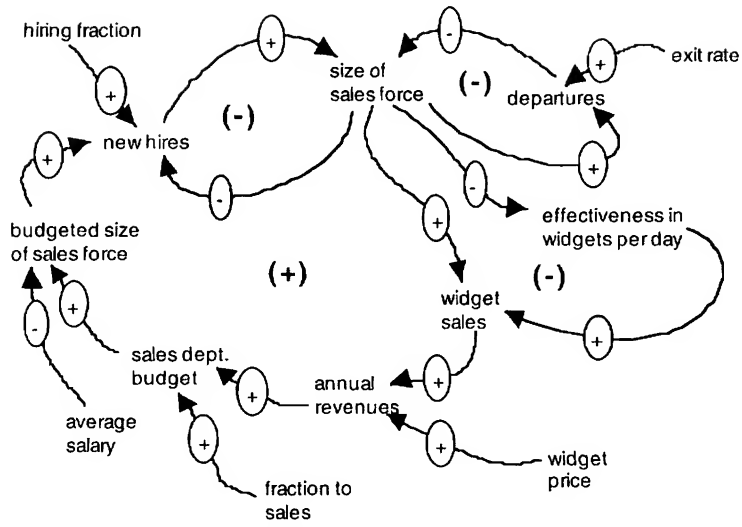 hiring fraction
+
-
exit rate
+
size of
sales force
(-)
+
departures
(-)
new hires
+
+
-
-
effectiveness in
widgets per day
+
budgeted size
of sales force
(+)
(-)
widget
sales
+
-
+
sales dept.
budget
+
annual
revenues
+
average
salary
+
+
widget
price
fraction to
sales